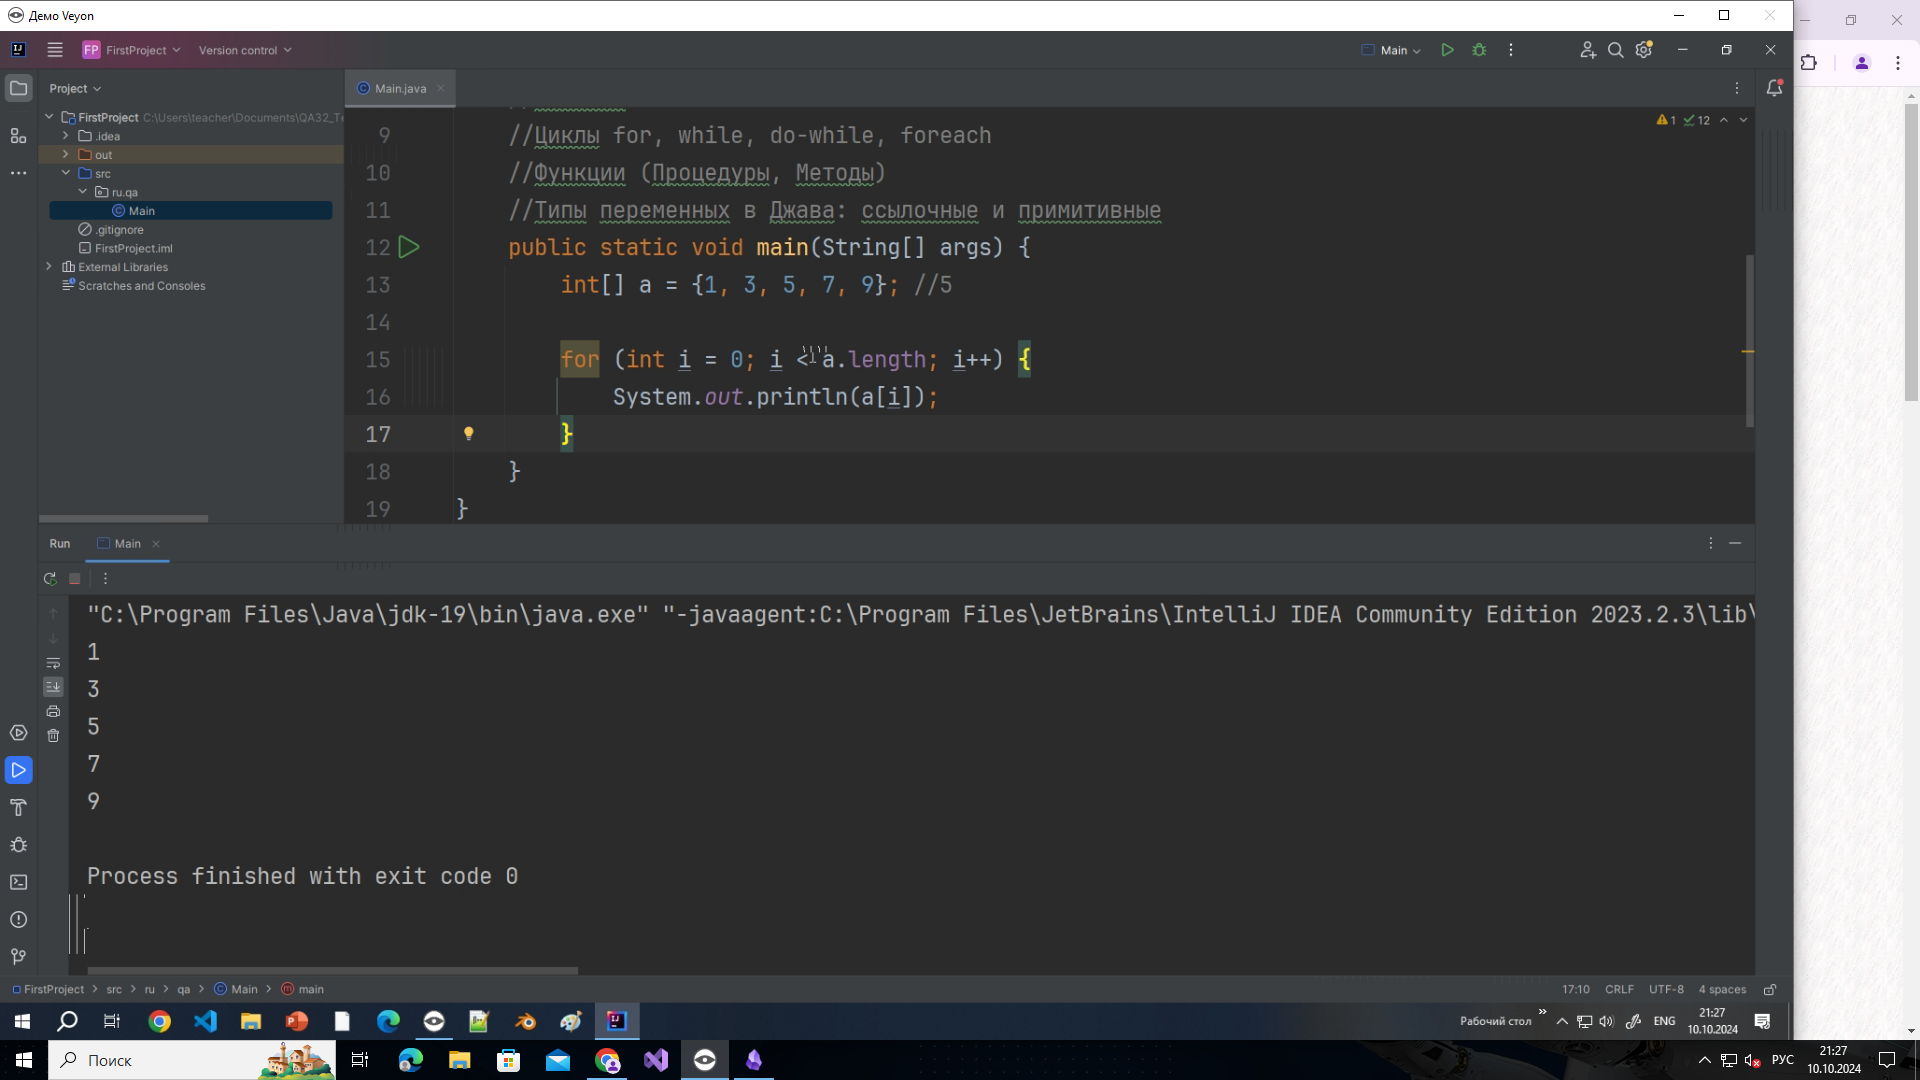 Демо Veyon
FP FirstProject Version control Main
Project
Main.java
FirstProject C:\Users\teacher\Documents\QA32_Te
.idea
out
src
ru.qa
Main
.gitignore
FirstProject.iml
External Libraries
Scratches and Consoles
1 12
9 //Циклы for, while, do-while, foreach
10 //Функции (Процедуры, Методы)
11 //Типы переменных в Джава: ссылочные и примитивные
12 public static void main(String[] args) {
13 int[] a = {1, 3, 5, 7, 9}; //5
14
15 for (int i = 0; i < a.length; i++) {
16 System.out.println(a[i]);
17 }
18 }
19 }
Run Main
"C:\Program Files\Java\jdk-19\bin\java.exe" "-javaagent:C:\Program Files\JetBrains\IntelliJ IDEA Community Edition 2023.2.3\lib\
1
3
5
7
9
Process finished with exit code 0
FirstProject > src > ru > qa > Main > main
17:10 CRLF UTF-8 4 spaces
Рабочий стол ENG 21:27
10.10.2024
Поиск
РУС 21:27
10.10.2024